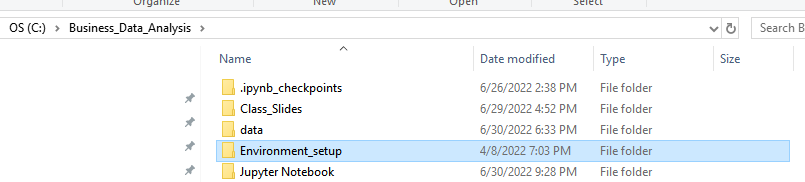 Organize New Open Select
OS (C:) > Business_Data_Analysis > Search B
Name Date modified Type Size
.ipynb_checkpoints 6/26/2022 2:38 PM File folder
Class_Slides 6/29/2022 4:52 PM File folder
data 6/30/2022 6:33 PM File folder
Environment_setup 4/8/2022 7:03 PM File folder
Jupyter Notebook 6/30/2022 9:28 PM File folder